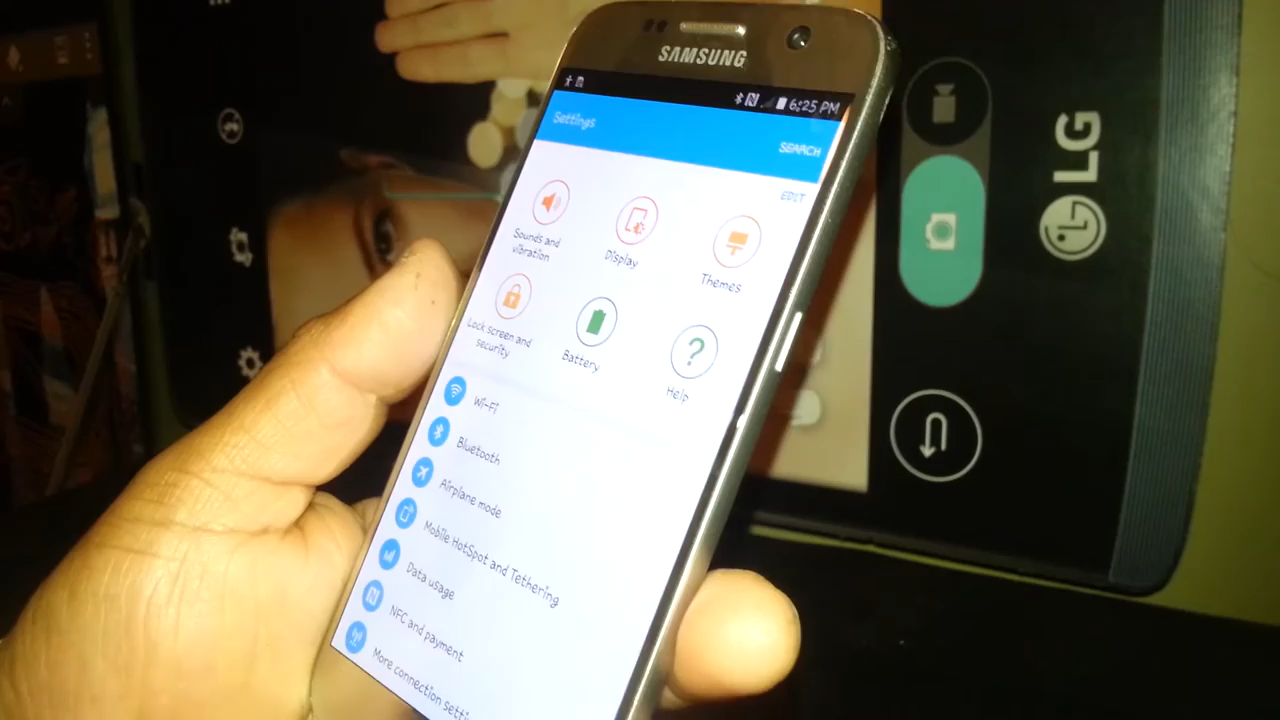 SAMSUNG
6:25 PM
Settings
SEARCH
EDIT
Sounds and
vibration
Display
Themes
Lock screen and
security
Battery
Help
Wi-Fi
Bluetooth
Airplane mode
Mobile HotSpot and Tethering
Data usage
NFC and payment
More connection setti
LG